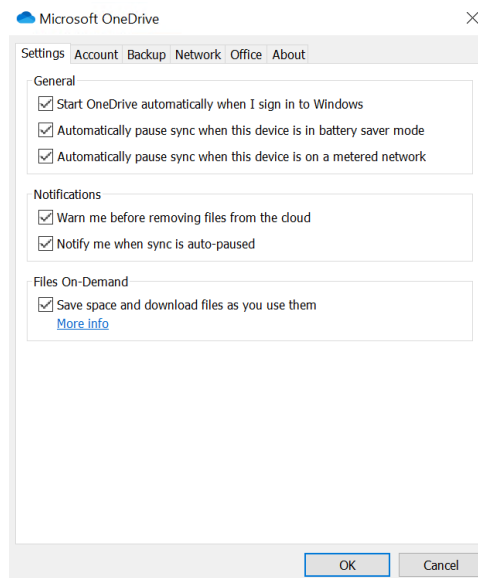 Microsoft OneDrive
Settings Account Backup Network Office About
General
Start OneDrive automatically when I sign in to Windows
Automatically pause sync when this device is in battery saver mode
Automatically pause sync when this device is on a metered network
Notifications
Warn me before removing files from the cloud
Notify me when sync is auto-paused
Files On-Demand
Save space and download files as you use them
More info
OK Cancel